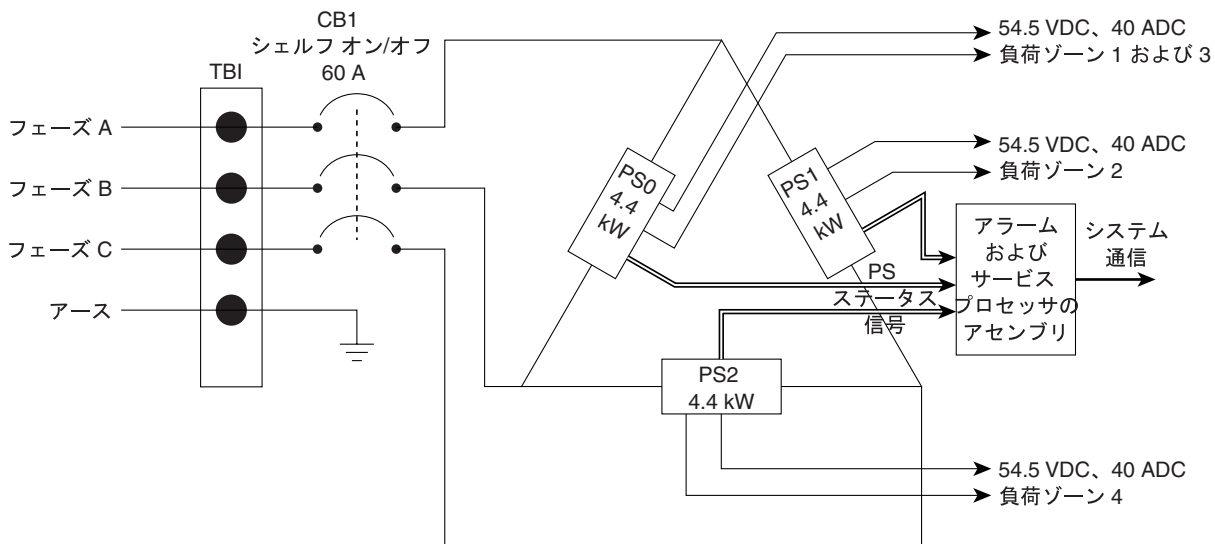 CB1
シェルフ オン/オフ
60 A
TBI
フェーズ A
フェーズ B
フェーズ C
アース
PS0
4.4
kW
PS1
4.4
kW
PS2
4.4 kW
54.5 VDC、40 ADC
負荷ゾーン 1 および 3
54.5 VDC、40 ADC
負荷ゾーン 2
PS
ステータス
信号
アラーム
および
サービス
プロセッサの
アセンブリ
システム
通信
54.5 VDC、40 ADC
負荷ゾーン 4